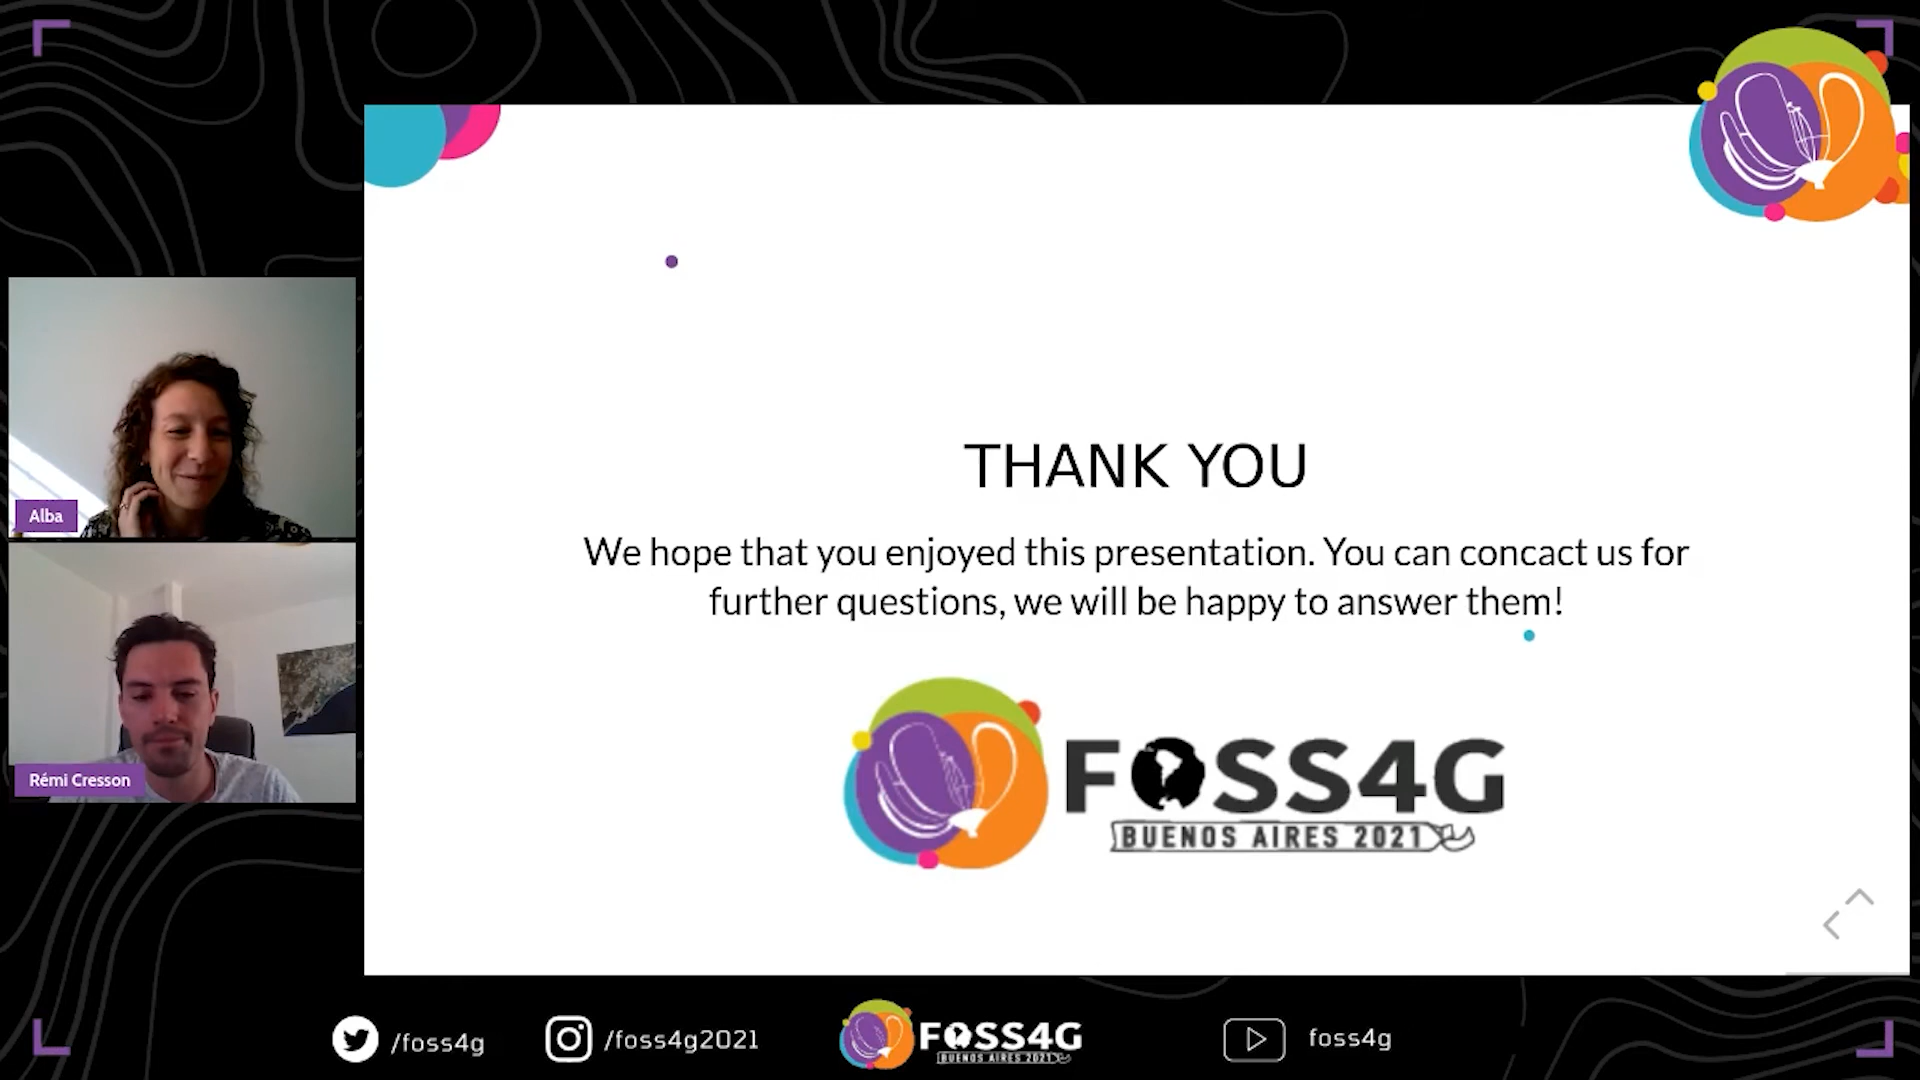 Alba
Rémi Cresson
THANK YOU
We hope that you enjoyed this presentation. You can concact us for
further questions, we will be happy to answer them!
FOSS4G
BUENOS AIRES 2021
/foss4g
/foss4g2021
FOSS4G
BUENOS AIRES 2021
foss4g